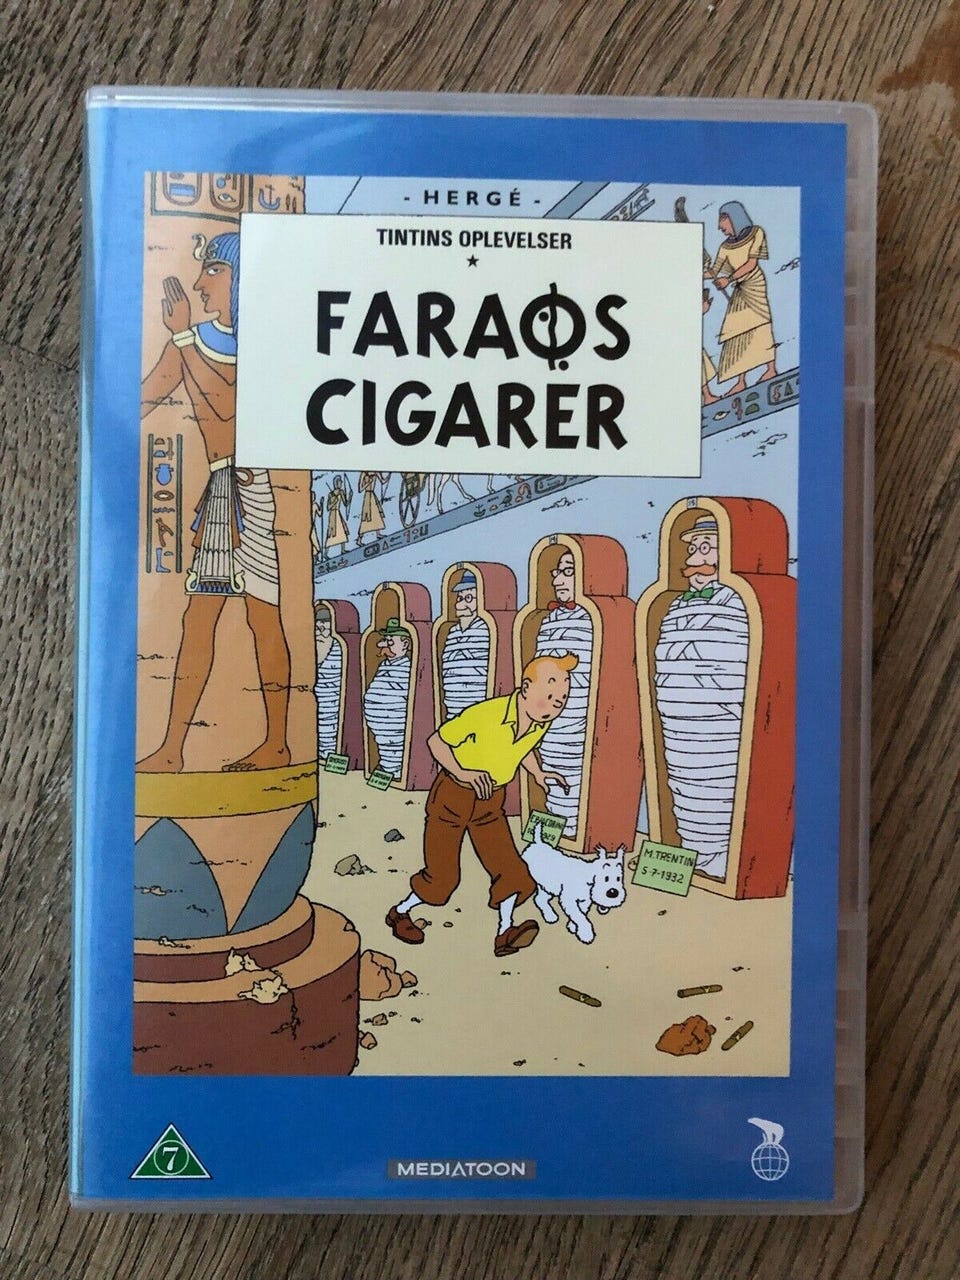 - HERGÉ -
TINTINS OPLEVELSER
FARAOS
CIGARER
M. TRENTIN
5-7-1932
7
MEDIATOON